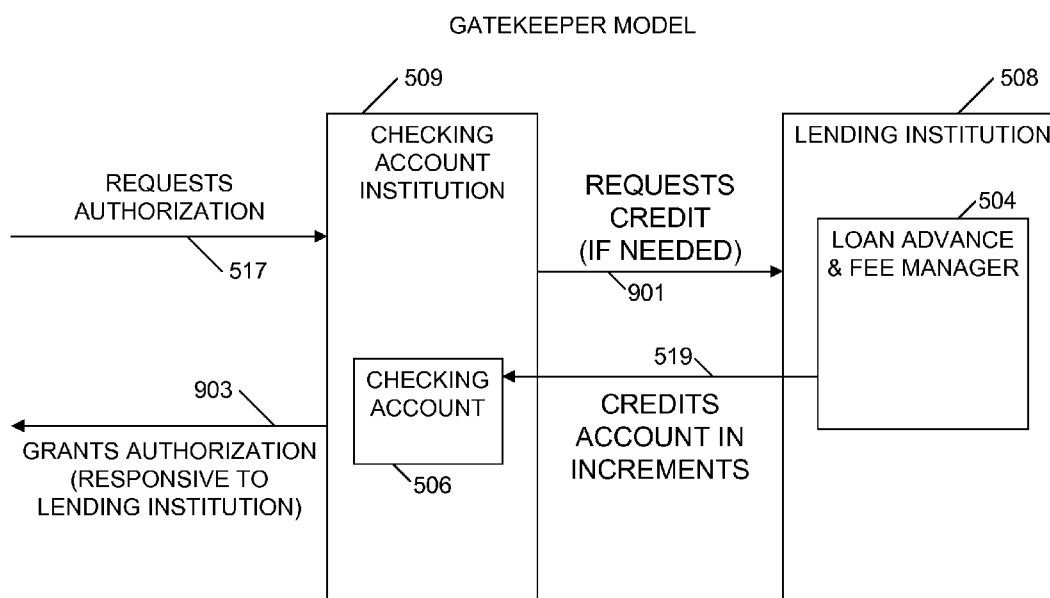 GATEKEEPER MODEL
509
508
CHECKING
ACCOUNT
INSTITUTION
LENDING INSTITUTION
REQUESTS
AUTHORIZATION
517
REQUESTS
CREDIT
(IF NEEDED)
901
504
LOAN ADVANCE
& FEE MANAGER
519
CHECKING
ACCOUNT
506
CREDITS
ACCOUNT IN
INCREMENTS
903
GRANTS AUTHORIZATION
(RESPONSIVE TO
LENDING INSTITUTION)